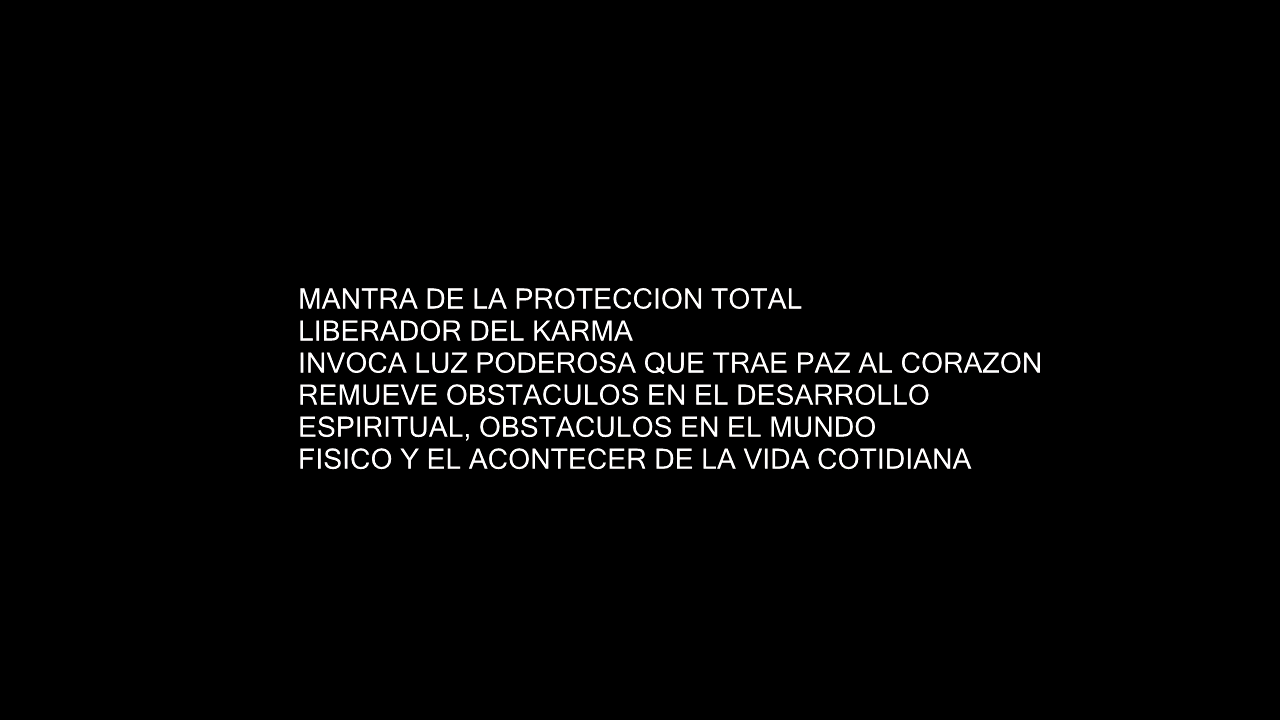 MANTRA DE LA PROTECCION TOTAL
LIBERADOR DEL KARMA
INVOCA LUZ PODEROSA QUE TRAE PAZ AL CORAZON
REMUEVE OBSTACULOS EN EL DESARROLLO
ESPIRITUAL, OBSTACULOS EN EL MUNDO
FISICO Y EL ACONTECER DE LA VIDA COTIDIANA